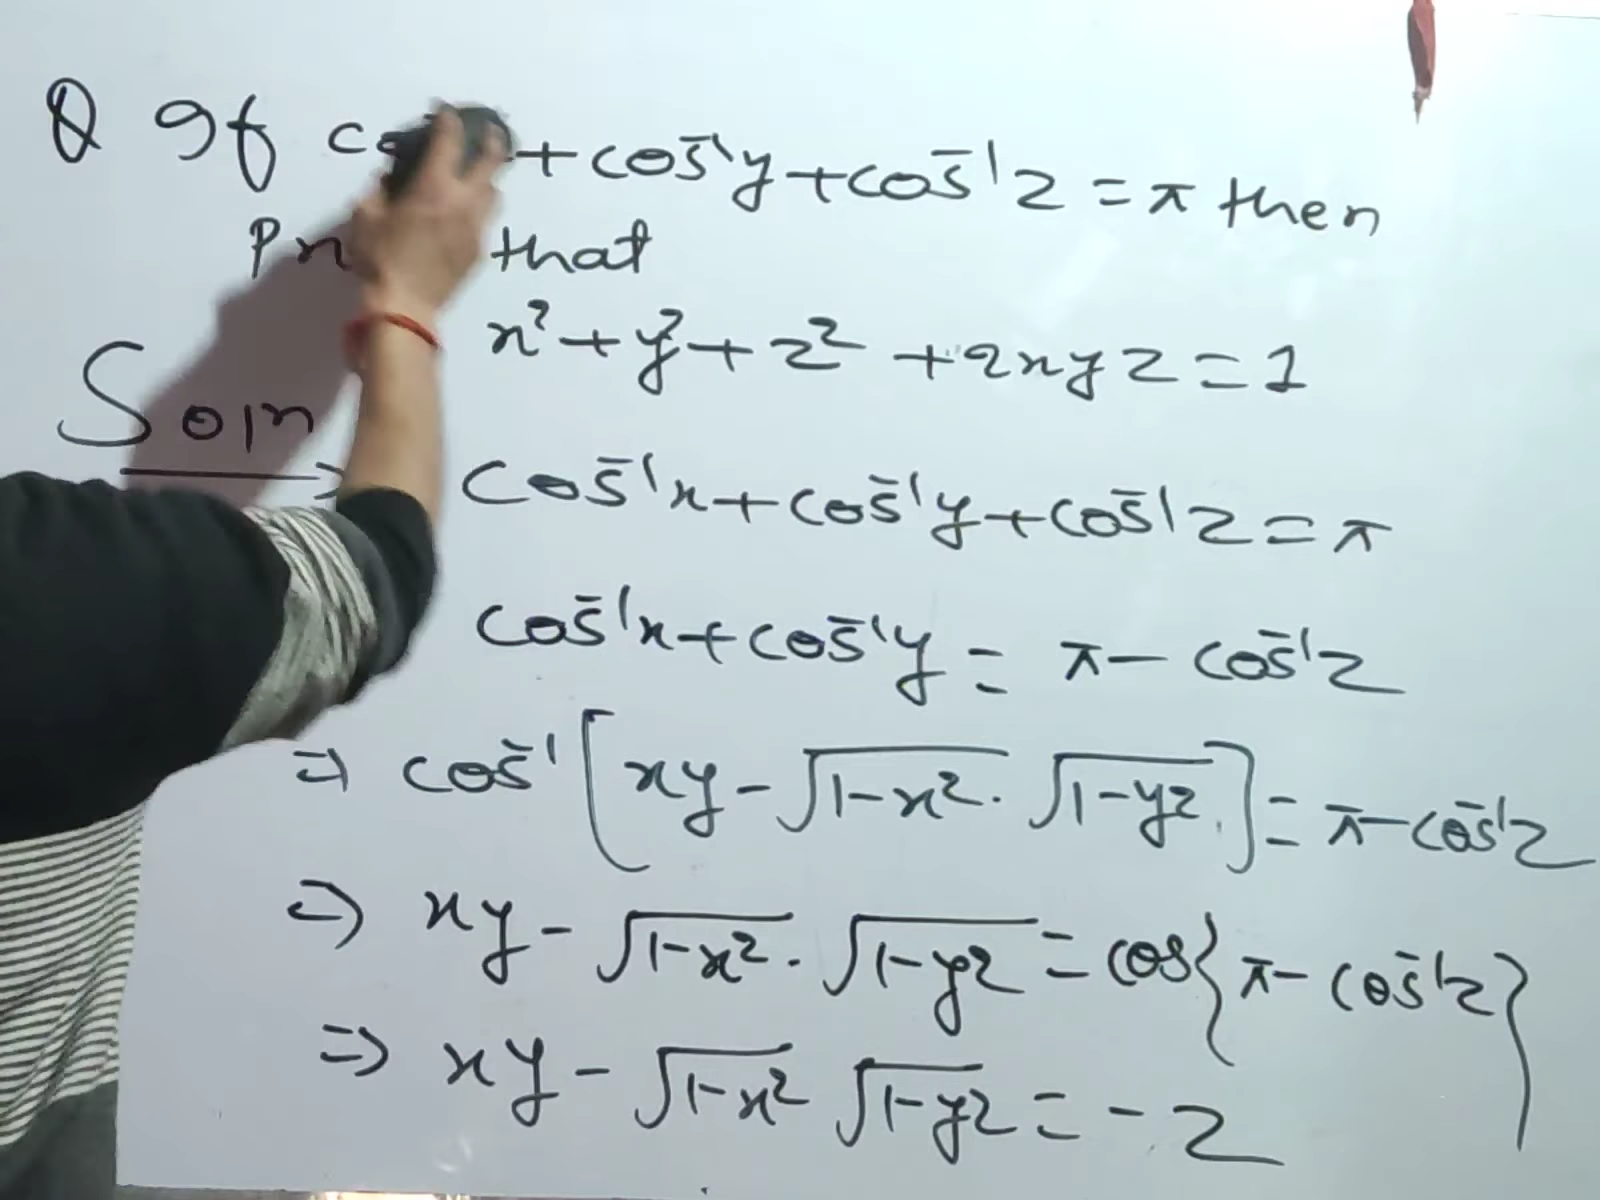 Q If co + cos⁻¹y + cos⁻¹z = π then
that
x² + y² + z² + 2xyz = 1
Soln
cos⁻¹x + cos⁻¹y + cos⁻¹z = π
cos⁻¹x + cos⁻¹y = π - cos⁻¹z
⇒ cos⁻¹[xy - √1-x² . √1-y²] = π - cos⁻¹z
⇒ xy - √1-x² . √1-y² = cos{π - cos⁻¹z}
⇒ xy - √1-x² √1-y² = -z